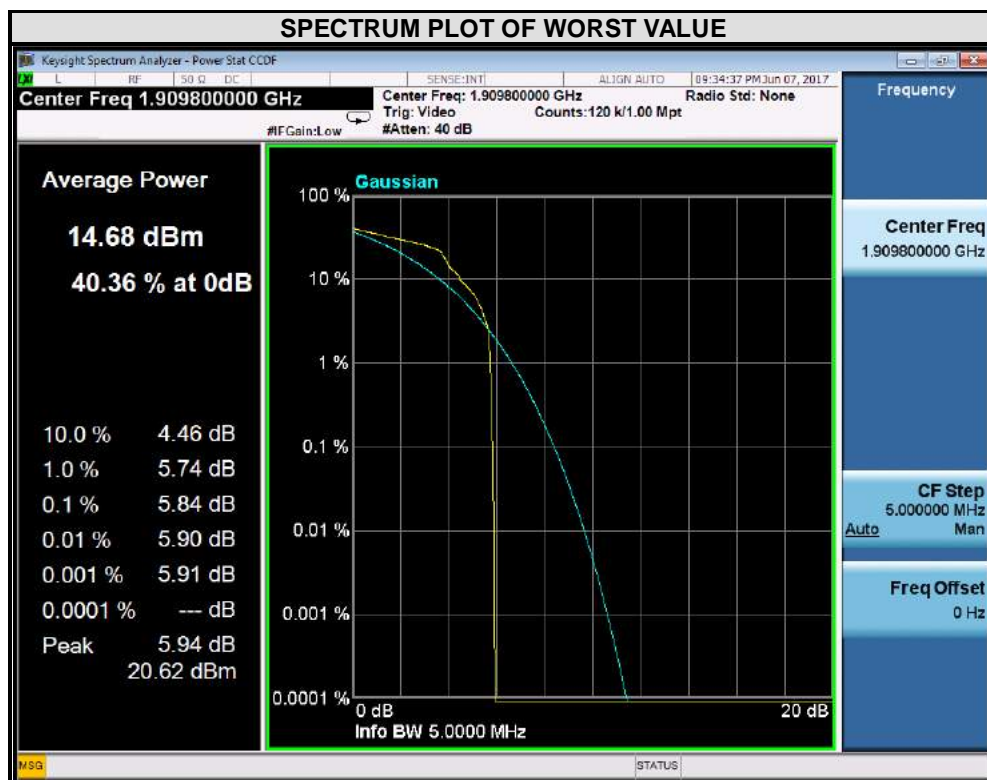 SPECTRUM PLOT OF WORST VALUE
Keysight Spectrum Analyzer - Power Stat CCDF
L RF 50 Ω DC SENSE:INT ALIGN AUTO 09:34:37 PM Jun 07, 2017
Center Freq 1.909800000 GHz
Center Freq: 1.909800000 GHz Radio Std: None
Trig: Video Counts:120 k/1.00 Mpt
#IFGain:Low #Atten: 40 dB
Frequency
Average Power
14.68 dBm
40.36 % at 0dB
10.0 % 4.46 dB
1.0 % 5.74 dB
0.1 % 5.84 dB
0.01 % 5.90 dB
0.001 % 5.91 dB
0.0001 % --- dB
Peak 5.94 dB
20.62 dBm
Gaussian
100 %
10 %
1 %
0.1 %
0.01 %
0.001 %
0.0001 %
0 dB 20 dB
Info BW 5.0000 MHz
Center Freq
1.909800000 GHz
CF Step
5.000000 MHz
Auto Man
Freq Offset
0 Hz
MSG STATUS